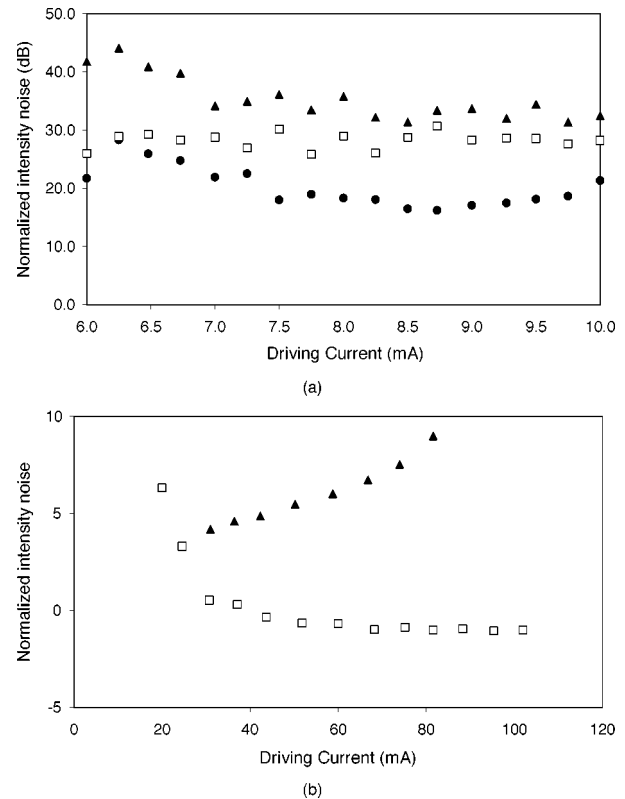 50.0
40.0
30.0
20.0
10.0
0.0
Normalized intensity noise (dB)
6.0 6.5 7.0 7.5 8.0 8.5 9.0 9.5 10.0
Driving Current (mA)
(a)
10
5
0
-5
Normalized intensity noise
0 20 40 60 80 100 120
Driving Current (mA)
(b)